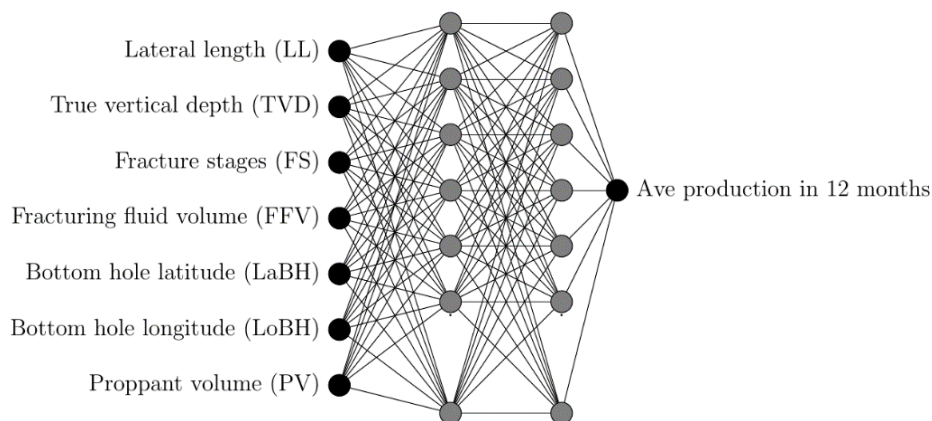 Lateral length (LL)
True vertical depth (TVD)
Fracture stages (FS)
Fracturing fluid volume (FFV)
Ave production in 12 months
Bottom hole latitude (LaBH)
Bottom hole longitude (LoBH)
Proppant volume (PV)